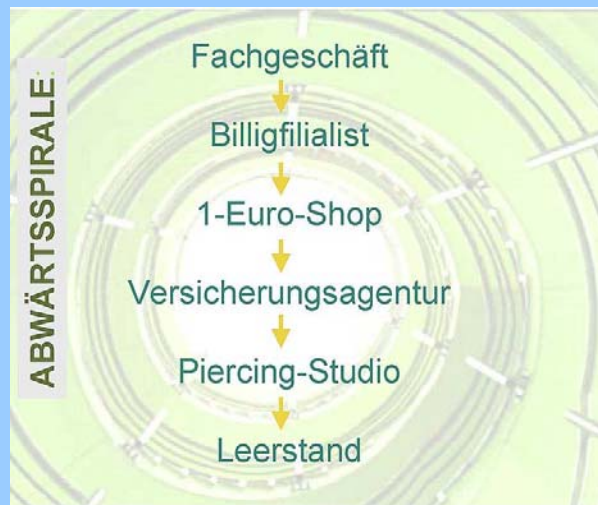 ABWÄRTSSPIRALE:
Fachgeschäft
Billigfilialist
1-Euro-Shop
Versicherungsagentur
Piercing-Studio
Leerstand